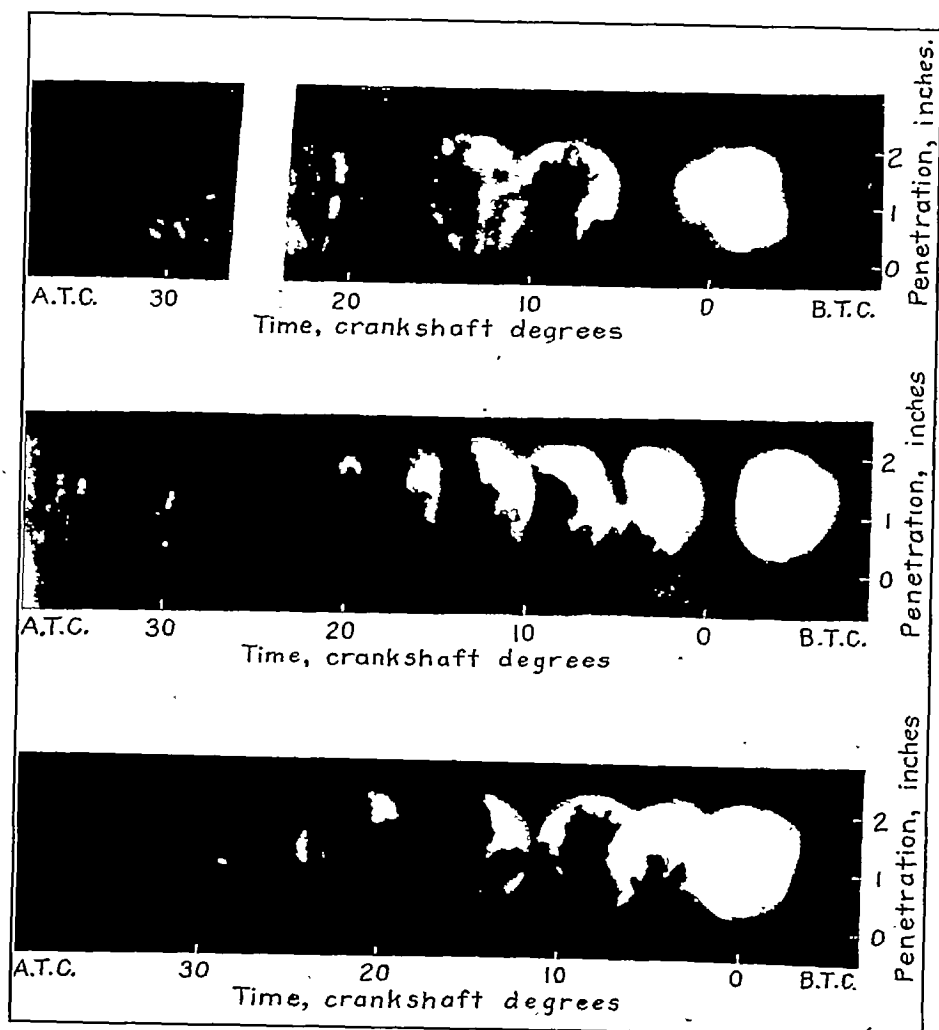 Penetration, inches.
2
1
0
A.T.C. 30 20 10 0 B.T.C.
Time, crankshaft degrees
Penetration, inches
2
1
0
A.T.C. 30 20 10 0 B.T.C.
Time, crankshaft degrees
Penetration, inches
2
1
0
A.T.C. 30 20 10 0 B.T.C.
Time, crankshaft degrees